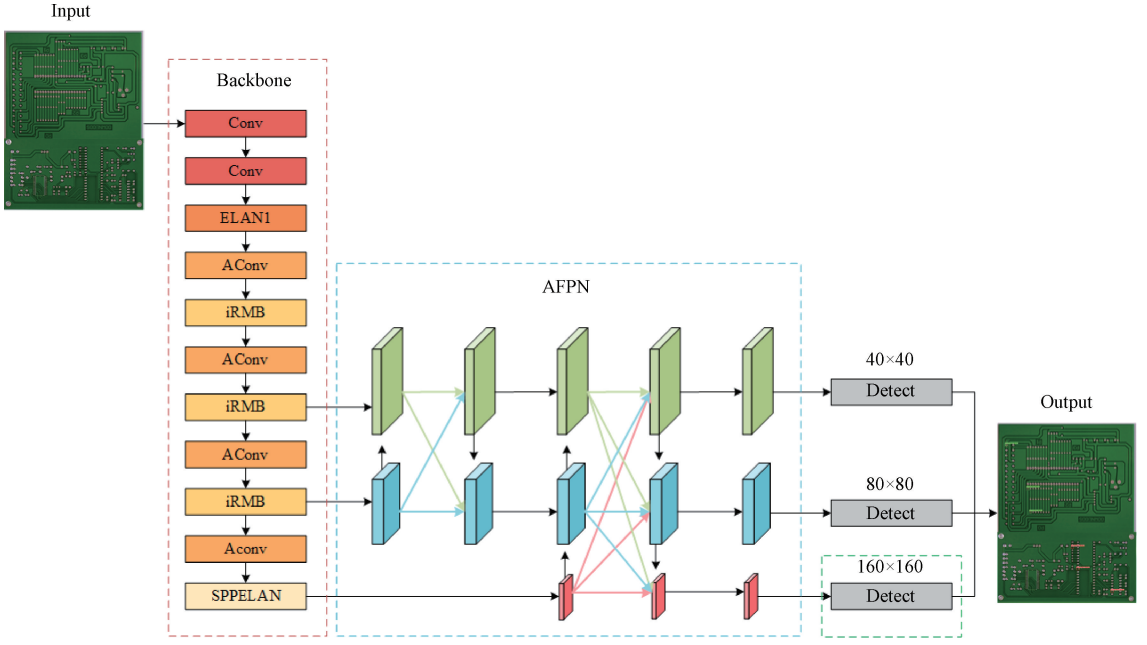 Input
Backbone
Conv
Conv
ELAN1
AConv
iRMB
AConv
iRMB
AConv
iRMB
Aconv
SPPELAN
AFPN
40×40
Detect
80×80
Detect
160×160
Detect
Output